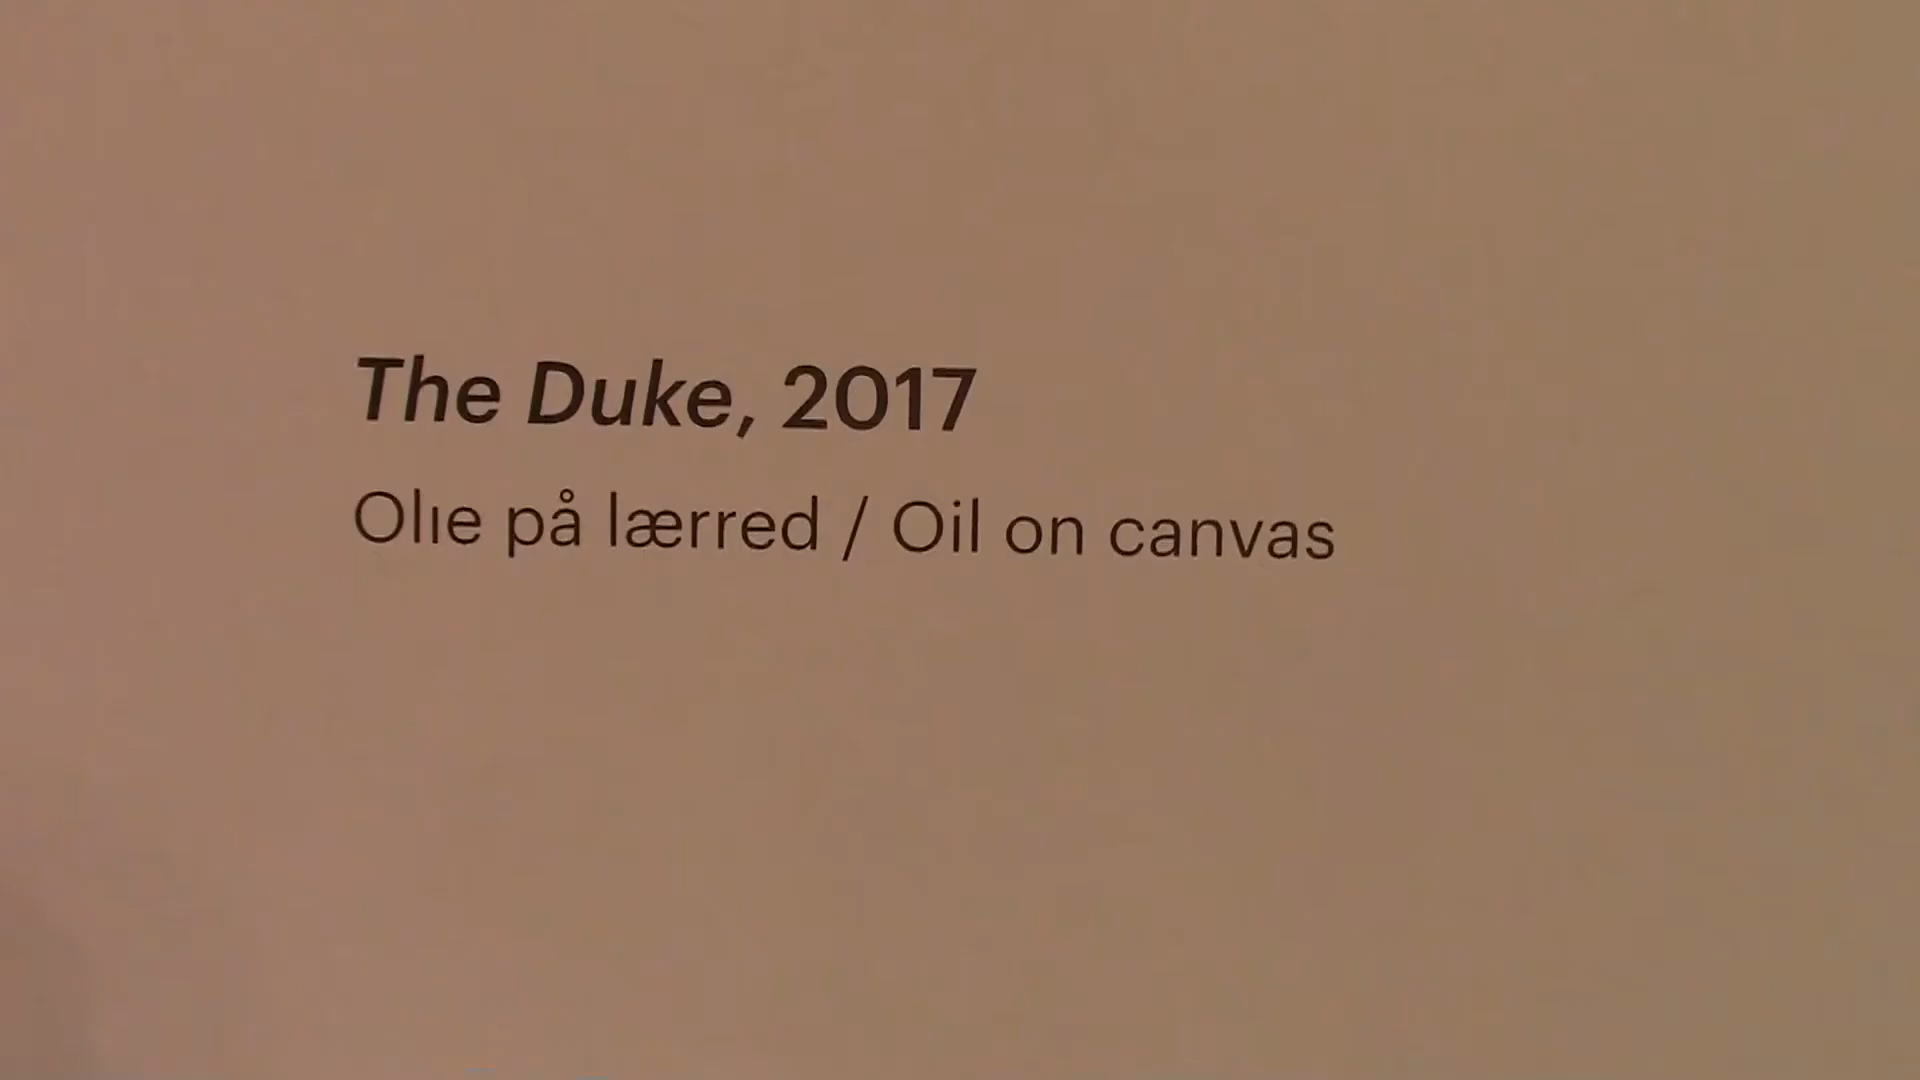 The Duke, 2017
Olıe på lærred / Oil on canvas